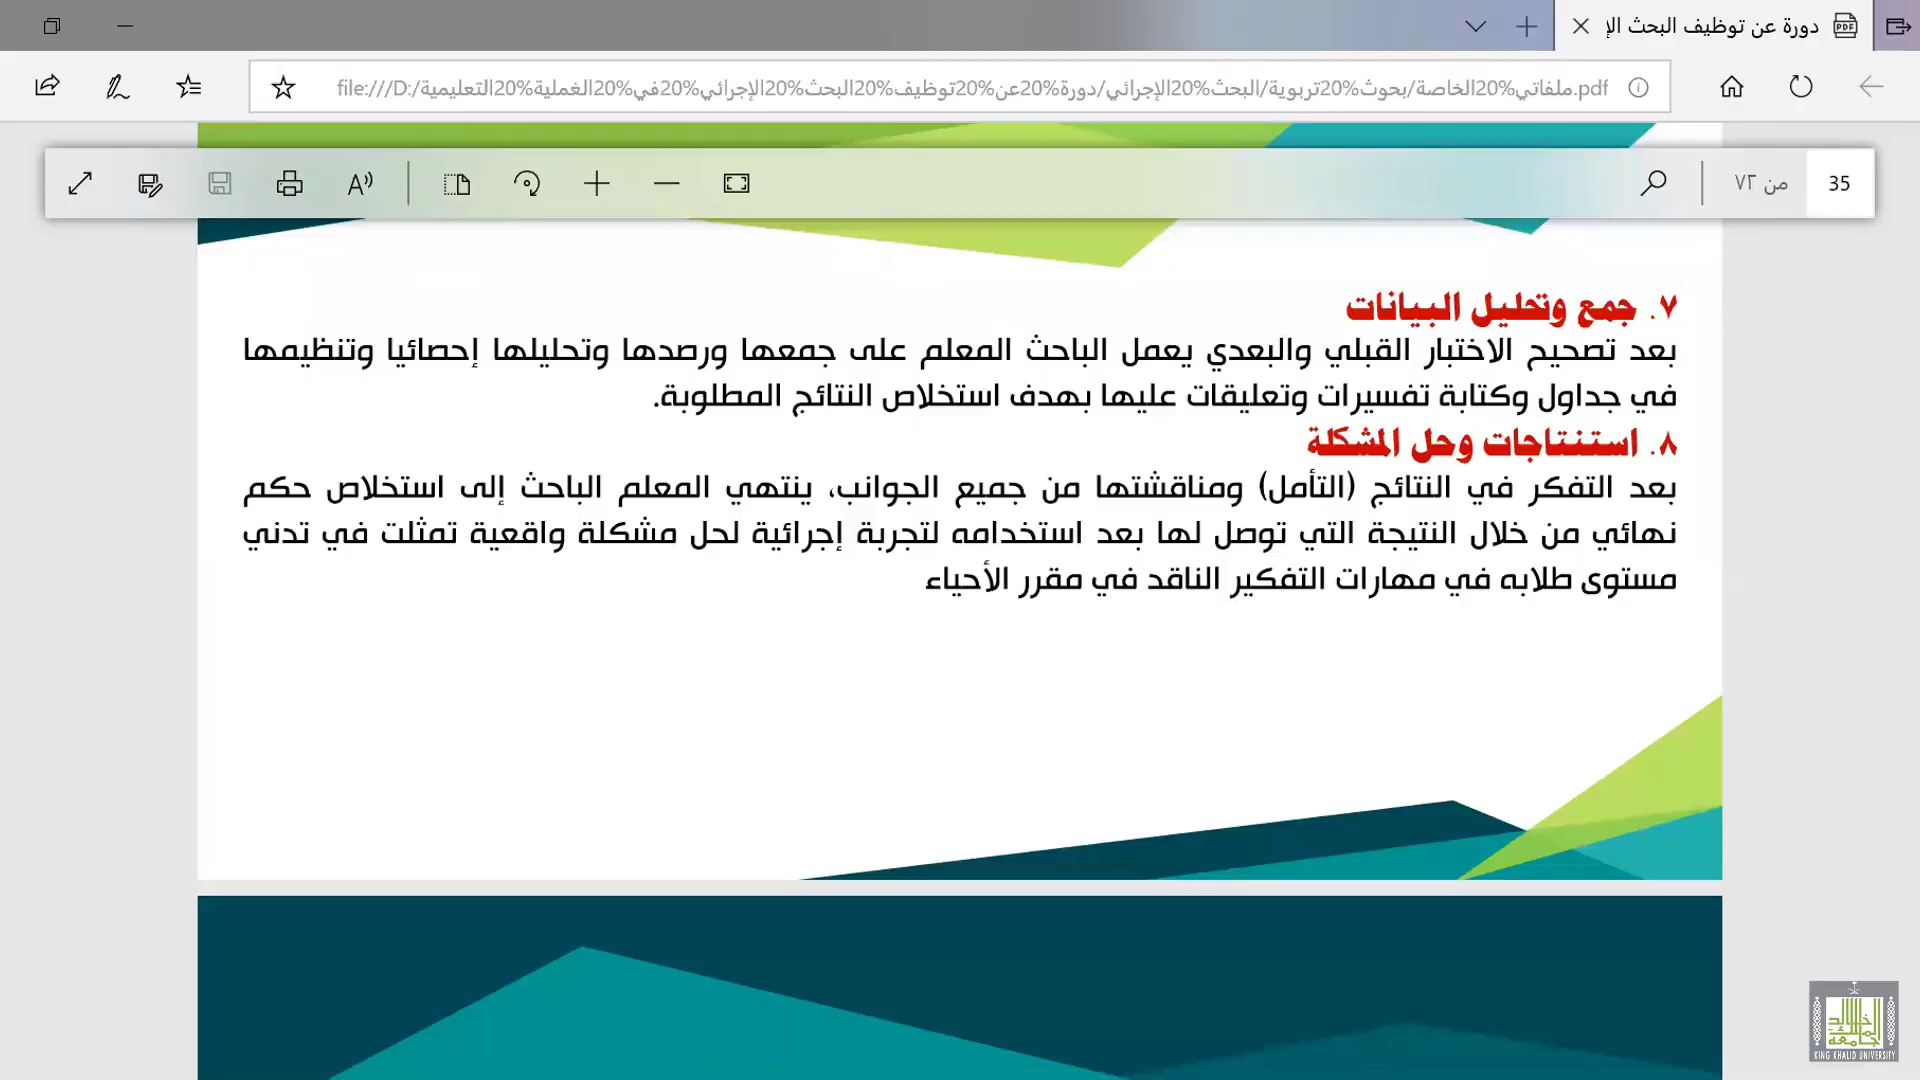 دورة عن توظيف البحث الإ
file:///D:/ملفاتي%20الخاصة/بحوث%20تربوية/البحث%20الإجرائي/دورة%20عن%20توظيف%20البحث%20الإجرائي%20في%20الغملية%20التعليمية.pdf
35 من ٧٢
٧. جمع وتحليل البيانات
بعد تصحيح الاختبار القبلي والبعدي يعمل الباحث المعلم على جمعها ورصدها وتحليلها إحصائيا وتنظيمها
في جداول وكتابة تفسيرات وتعليقات عليها بهدف استخلاص النتائج المطلوبة.
٨. استنتاجات وحل المشكلة
بعد التفكر في النتائج (التأمل) ومناقشتها من جميع الجوانب، ينتهي المعلم الباحث إلى استخلاص حكم
نهائي من خلال النتيجة التي توصل لها بعد استخدامه لتجربة إجرائية لحل مشكلة واقعية تمثلت في تدني
مستوى طلابه في مهارات التفكير الناقد في مقرر الأحياء
جامعة الملك خالد
KING KHALID UNIVERSITY